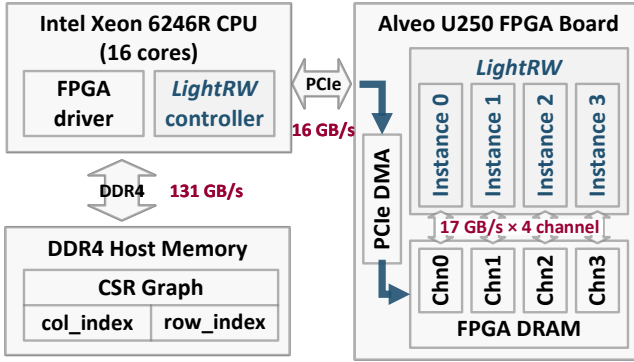 Intel Xeon 6246R CPU
(16 cores)
FPGA
driver
LightRW
controller
PCIe
16 GB/s
DDR4
131 GB/s
DDR4 Host Memory
CSR Graph
col_index
row_index
Alveo U250 FPGA Board
LightRW
Instance 0
Instance 1
Instance 2
Instance 3
PCIe DMA
17 GB/s × 4 channel
Chn0
Chn1
Chn2
Chn3
FPGA DRAM